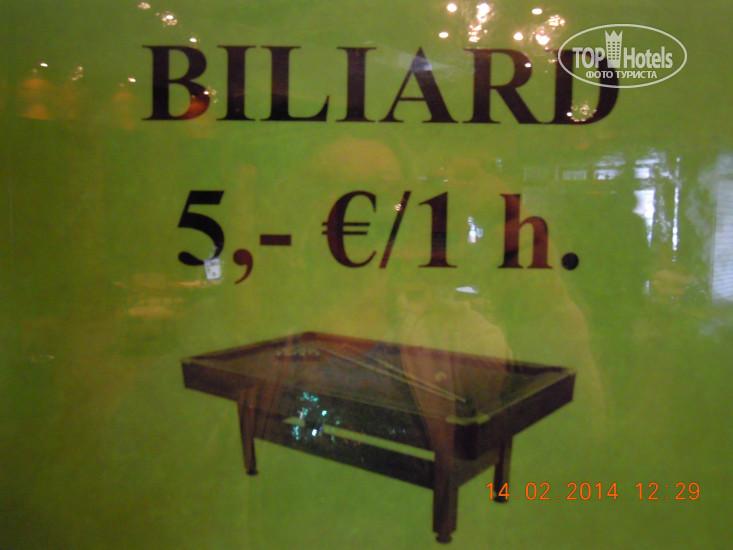 BILIARD
TOP Hotels
ФОТО ТУРИСТА
5,- €/1 h.
14 02 2014 12:29